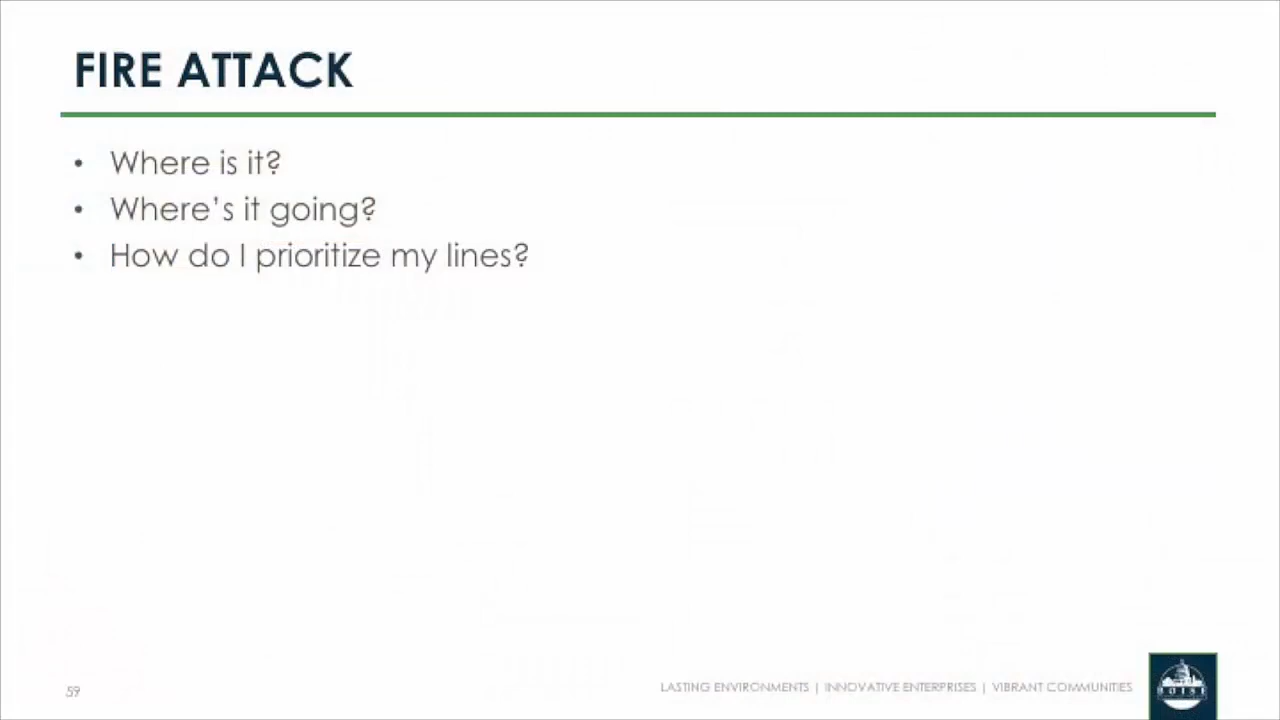 FIRE ATTACK
• Where is it?
• Where’s it going?
• How do I prioritize my lines?
59
LASTING ENVIRONMENTS | INNOVATIVE ENTERPRISES | VIBRANT COMMUNITIES
BOISE